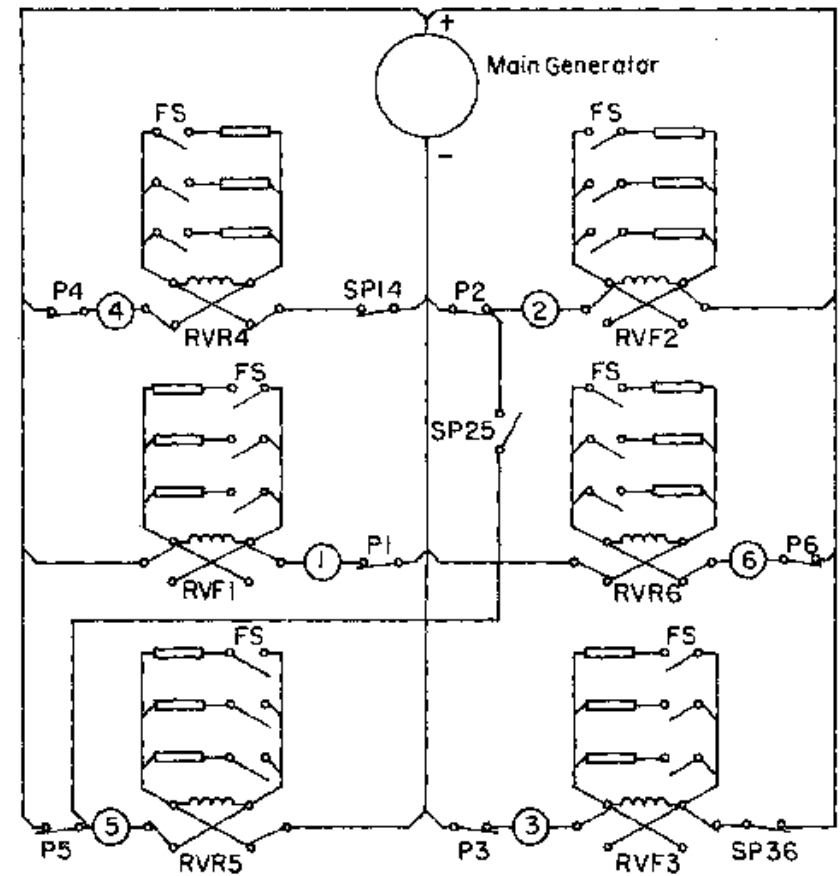 +
Main Generator
-
FS
FS
P4
4
SP14
P2
2
RVR4
RVF2
FS
FS
SP25
1
P1
6
P6
RVF1
RVR6
FS
FS
P5
5
RVR5
P3
3
RVF3
SP36